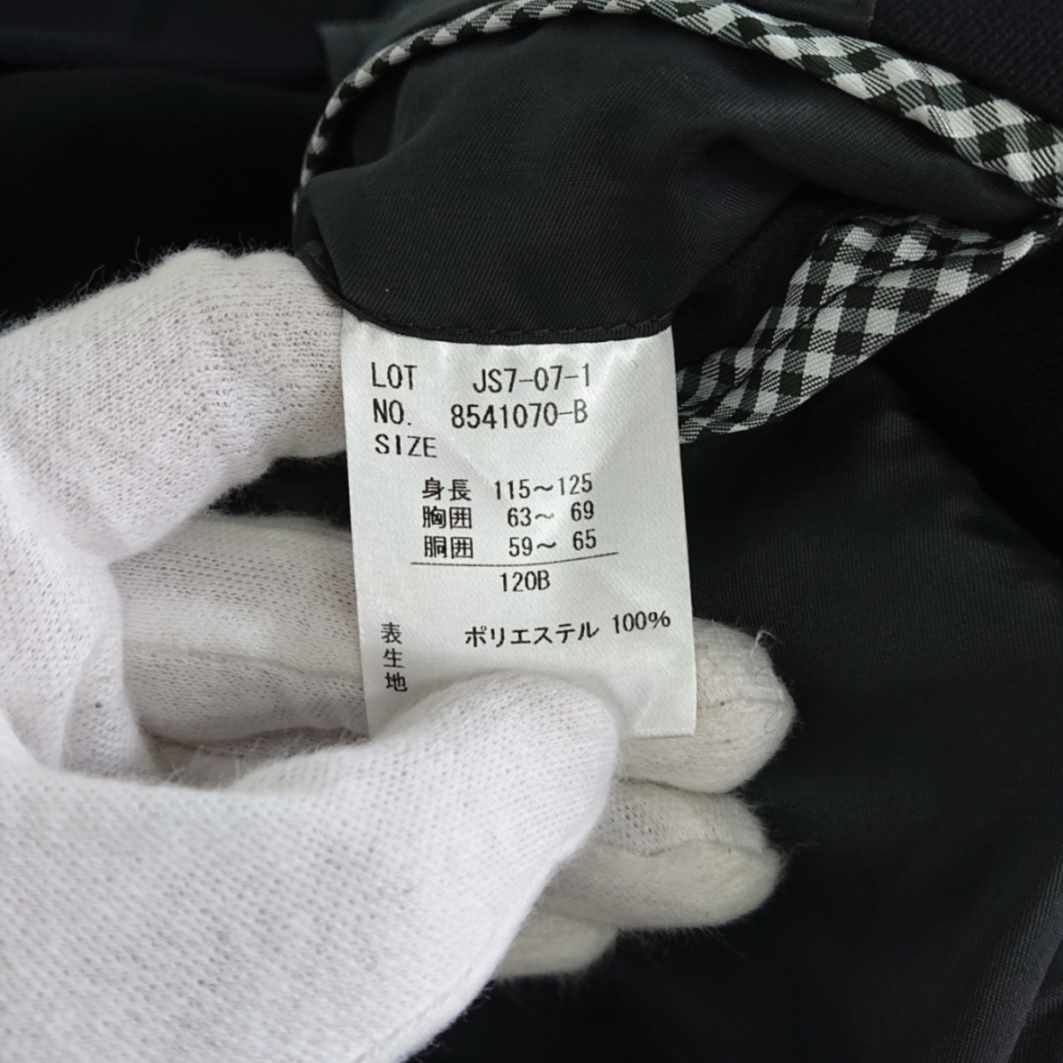 LOT JS7-07-1
NO. 8541070-B
SIZE
身長 115～125
胸囲 63～ 69
胴囲 59～ 65
120B
表生地 ポリエステル 100%